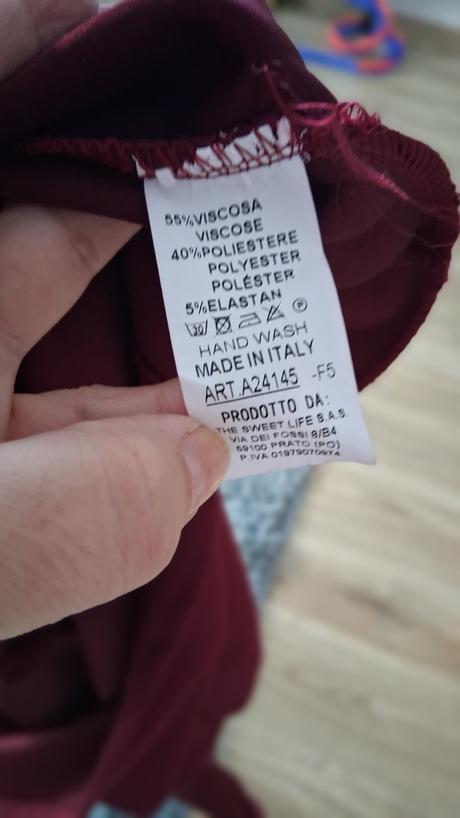 55%VISCOSA
VISCOSE
40%POLIESTERE
POLYESTER
POLÉSTER
5%ELASTAN
30 P
HAND WASH
MADE IN ITALY
ART.A24145 -F5
PRODOTTO DA:
THE SWEET LIFE S.A.S.
VIA DEI FOSSI 8/B4
59100 PRATO (PO)
P.IVA 01979070974